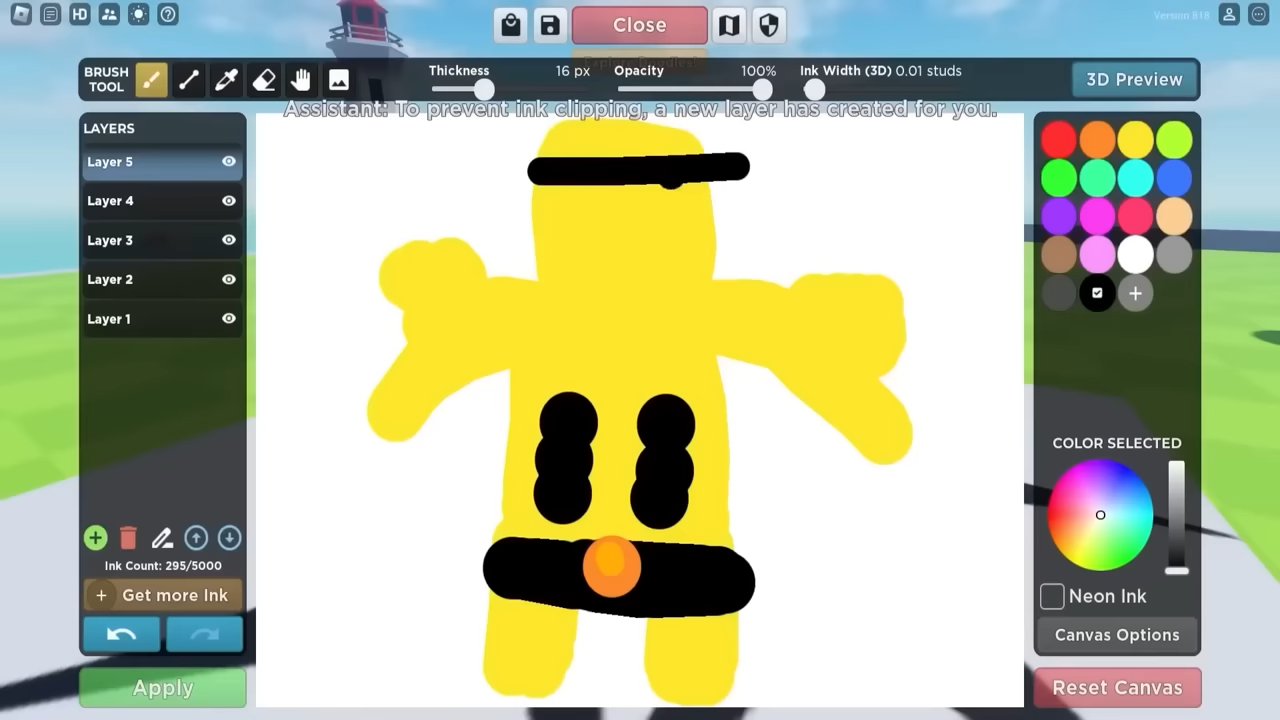 HD
Close
Version 818
BRUSH
TOOL
Thickness
16 px
Opacity
100%
Ink Width (3D) 0.01 studs
3D Preview
Assistant: To prevent ink clipping, a new layer has created for you.
LAYERS
Layer 5
Layer 4
Layer 3
Layer 2
Layer 1
Ink Count: 295/5000
+ Get more Ink
Apply
COLOR SELECTED
Neon Ink
Canvas Options
Reset Canvas